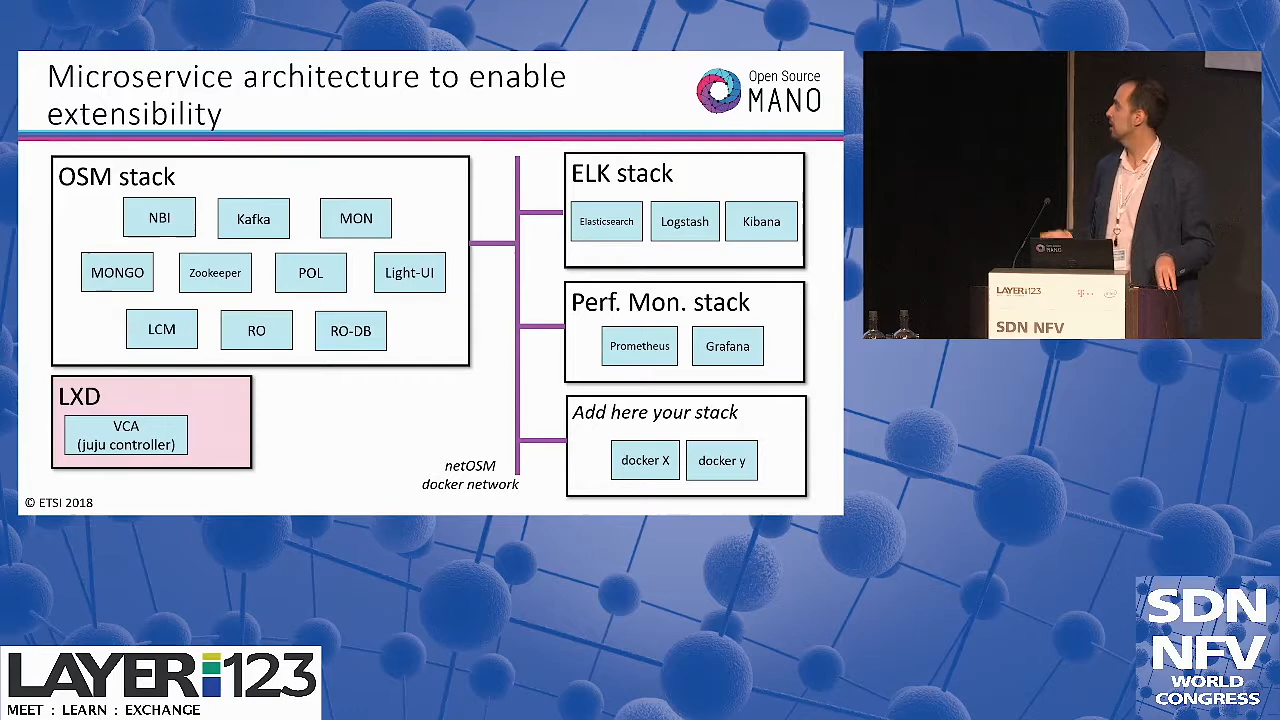 Microservice architecture to enable
extensibility
Open Source
MANO
OSM stack
NBI
Kafka
MON
MONGO
Zookeeper
POL
Light-UI
LCM
RO
RO-DB
LXD
VCA
(juju controller)
netOSM
docker network
ELK stack
Elasticsearch
Logstash
Kibana
Perf. Mon. stack
Prometheus
Grafana
Add here your stack
docker X
docker y
© ETSI 2018
LAYER123
SDN NFV
LAYER123
MEET : LEARN : EXCHANGE
SDN
NFV
WORLD
CONGRESS